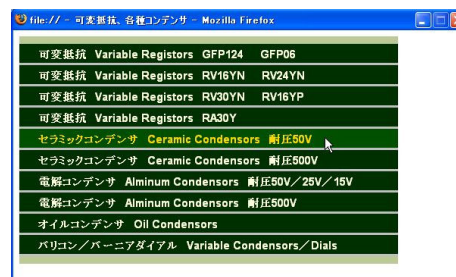 file:// - 可変抵抗、各種コンデンサ - Mozilla Firefox
可変抵抗 Variable Registors GFP124 GFP06
可変抵抗 Variable Registors RV16YN RV24YN
可変抵抗 Variable Registors RV30YN RV16YP
可変抵抗 Variable Registors RA30Y
セラミックコンデンサ Ceramic Condensors 耐圧50V
セラミックコンデンサ Ceramic Condensors 耐圧500V
電解コンデンサ Alminum Condensors 耐圧50V／25V／15V
電解コンデンサ Alminum Condensors 耐圧500V
オイルコンデンサ Oil Condensors
バリコン／バーニアダイアル Variable Condensors／Dials